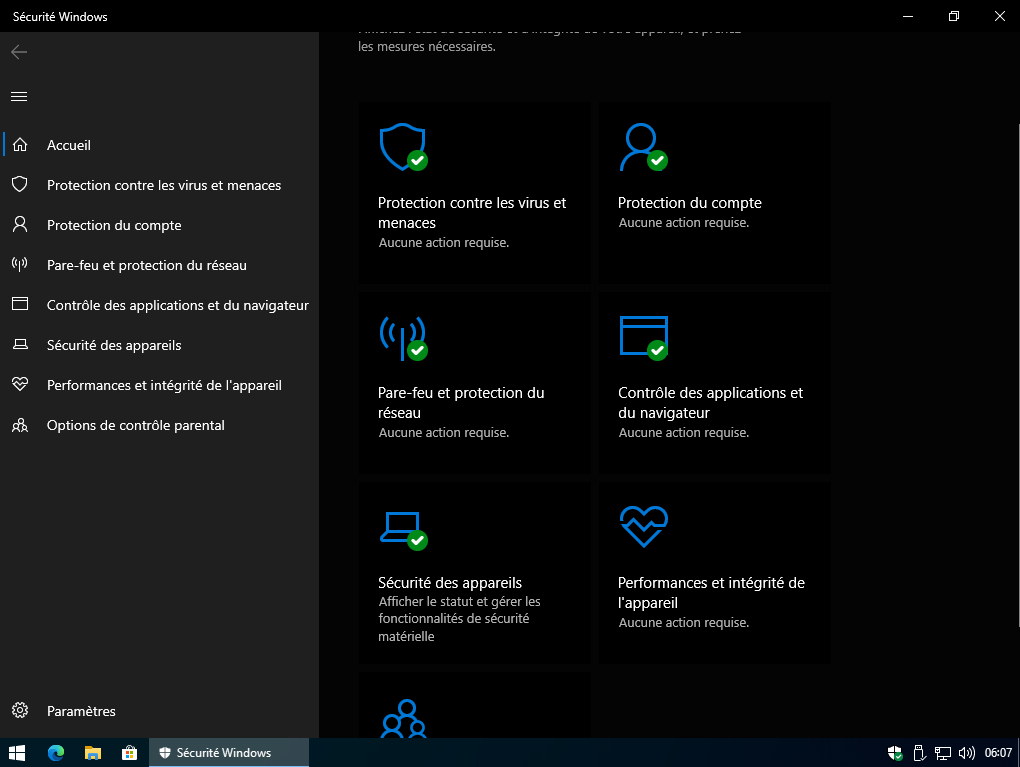 Sécurité Windows
les mesures nécessaires.
Accueil
Protection contre les virus et menaces
Protection du compte
Pare-feu et protection du réseau
Contrôle des applications et du navigateur
Sécurité des appareils
Performances et intégrité de l'appareil
Options de contrôle parental
Paramètres
Protection contre les virus et
menaces
Aucune action requise.
Protection du compte
Aucune action requise.
Pare-feu et protection du
réseau
Aucune action requise.
Contrôle des applications et
du navigateur
Aucune action requise.
Sécurité des appareils
Afficher le statut et gérer les
fonctionnalités de sécurité
matérielle
Performances et intégrité de
l'appareil
Aucune action requise.
Sécurité Windows
06:07